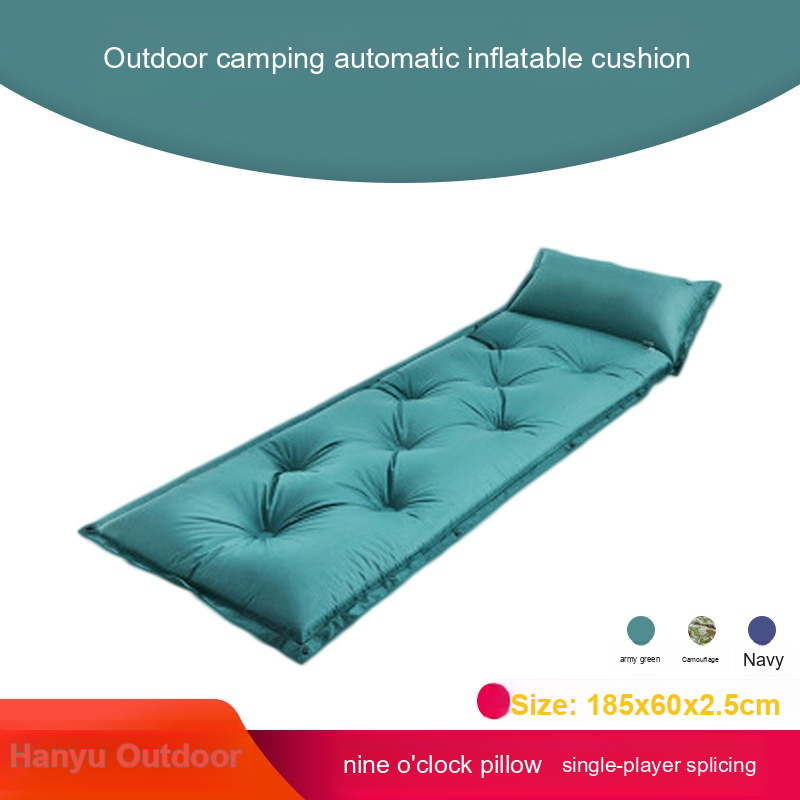 Outdoor camping automatic inflatable cushion
army green
Camouflage
Navy
Size: 185x60x2.5cm
Hanyu Outdoor
nine o'clock pillow
single-player splicing